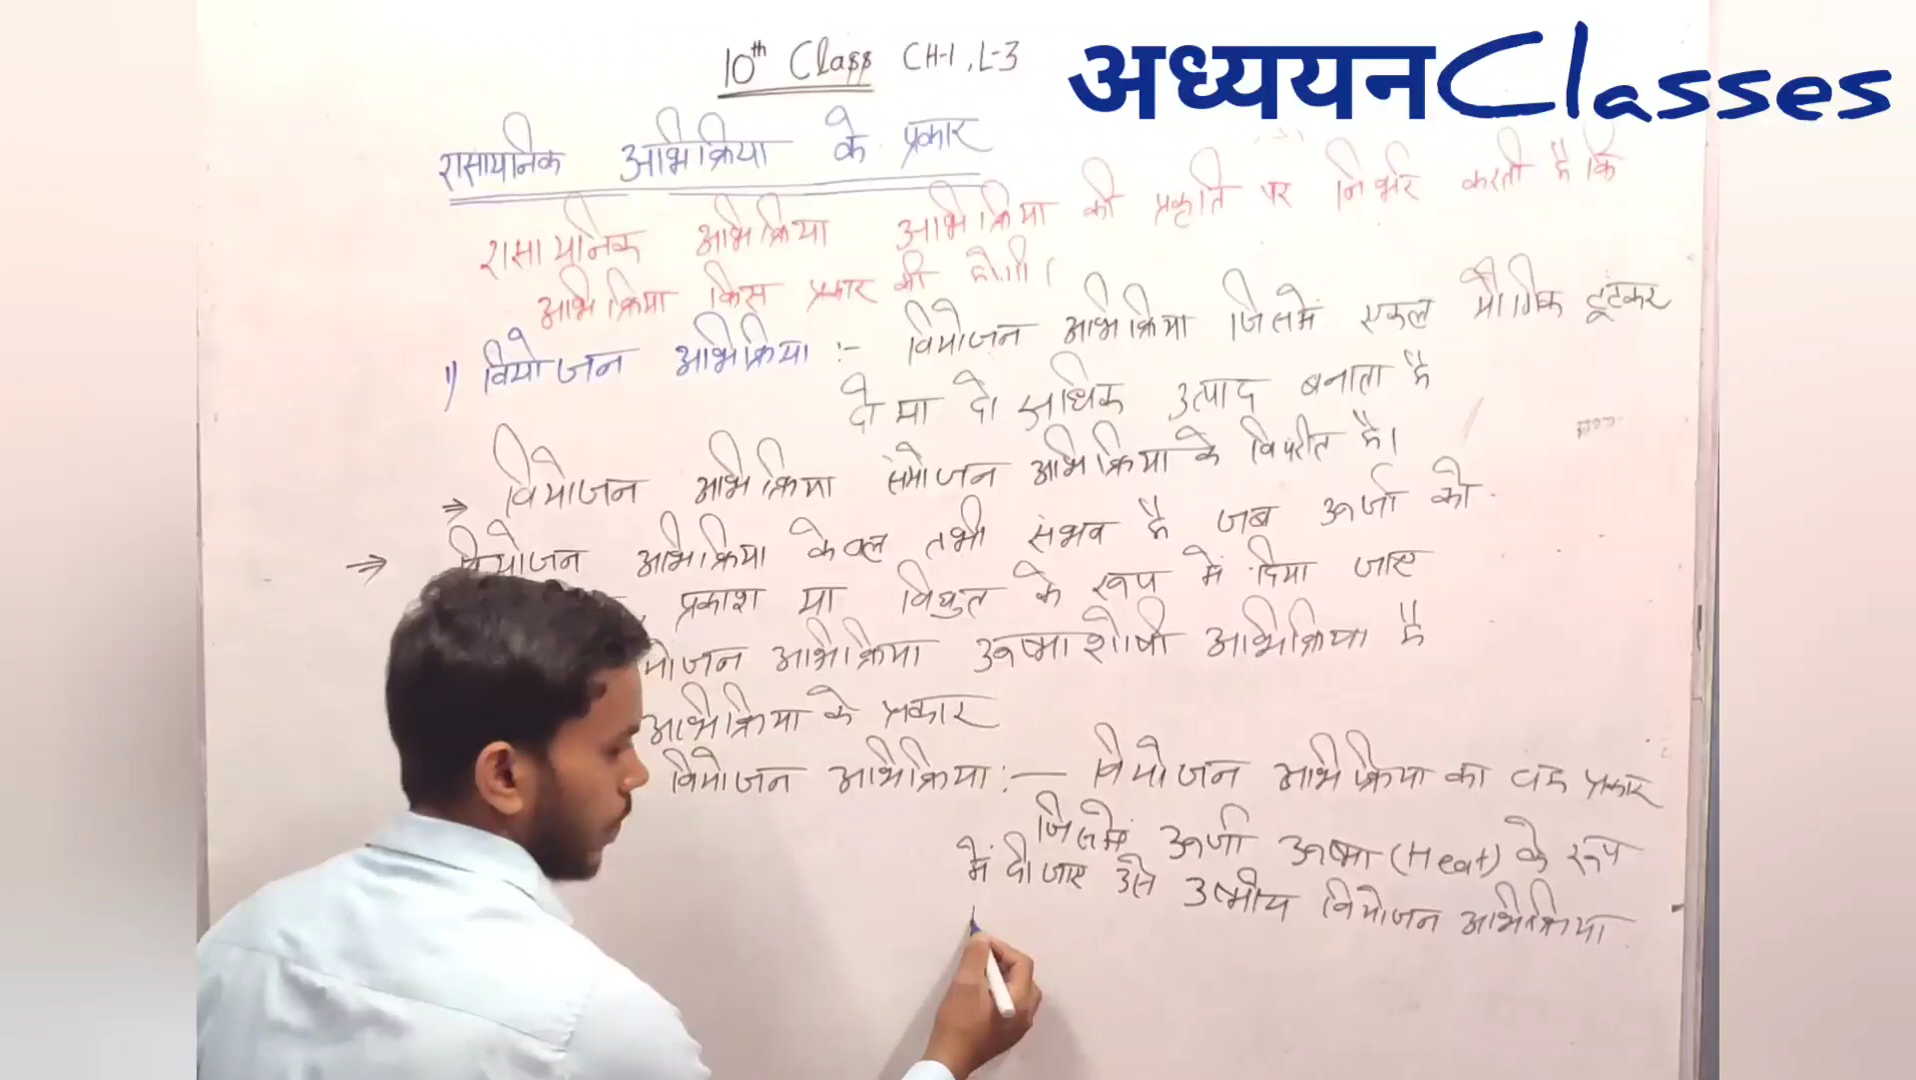 10th Class CH-1, L-3
अध्ययन Classes
रासायनिक अभिक्रिया के प्रकार
रासायनिक अभिक्रिया अभिक्रिया की प्रकृति पर निर्भर करती है कि
अभिक्रिया किस प्रकार की होगी।
1) वियोजन अभिक्रिया :- वियोजन अभिक्रिया जिसमें एकल यौगिक टूटकर
दो या दो अधिक उत्पाद बनाता है
⇒ वियोजन अभिक्रिया संयोजन अभिक्रिया के विपरीत है।
⇒ वियोजन अभिक्रिया केवल तभी संभव है जब ऊर्जा को
प्रकाश या विद्युत के रूप में दिया जाए
योजन अभिक्रिया ऊष्माशोषी अभिक्रिया है
अभिक्रिया के प्रकार
वियोजन अभिक्रिया :— वियोजन अभिक्रिया का वह प्रकार
जिसमें ऊर्जा ऊष्मा (Heat) के रूप
में दी जाए उसे उष्मीय वियोजन अभिक्रिया